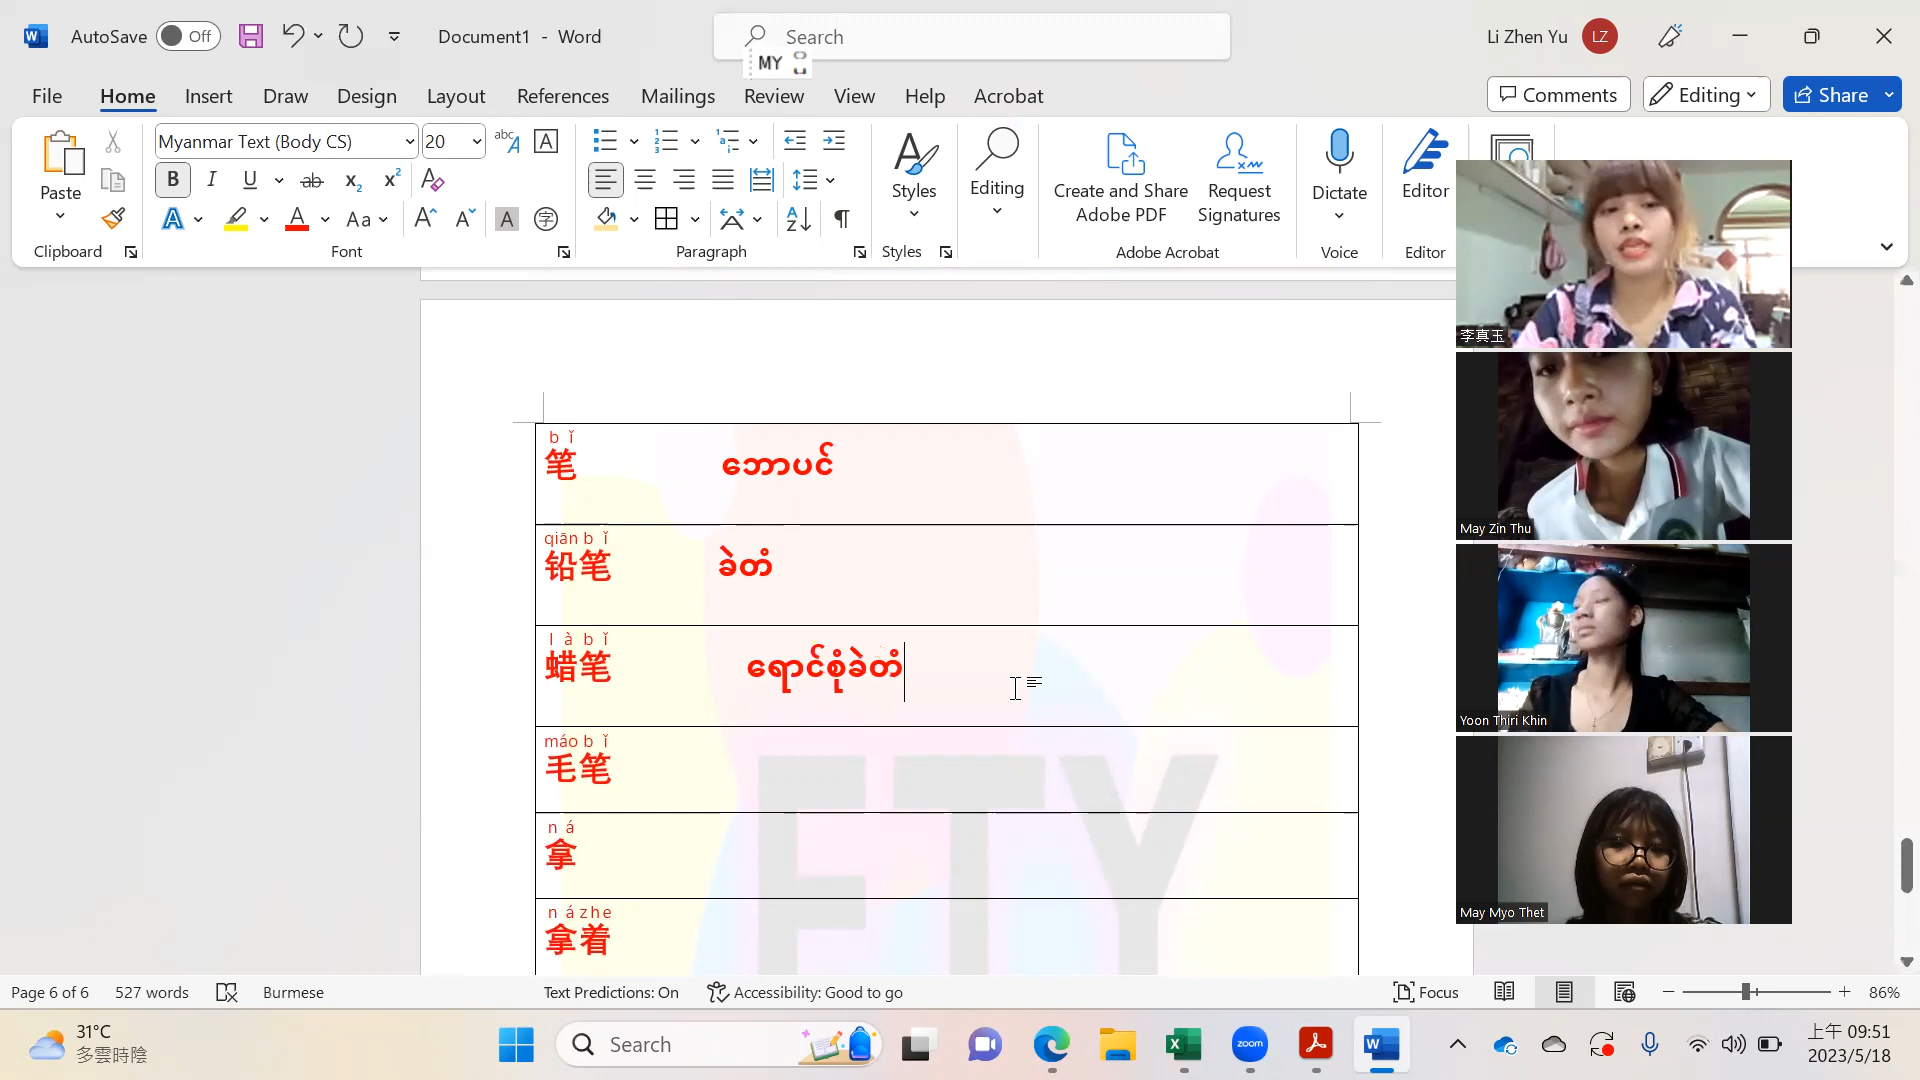 AutoSave Off Document1 - Word Search Li Zhen Yu LZ
MY
File Home Insert Draw Design Layout References Mailings Review View Help Acrobat Comments Editing Share
Paste Myanmar Text (Body CS) 20 Styles Editing Create and Share Adobe PDF Request Signatures Dictate Editor
Clipboard Font Paragraph Styles Adobe Acrobat Voice Editor
李真玉
May Zin Thu
Yoon Thiri Khin
May Myo Thet
bǐ
笔 ဘောပင်
qiān bǐ
铅笔 ခဲတံ
là bǐ
蜡笔 ရောင်စုံခဲတံ
máo bǐ
毛笔
ná
拿
ná zhe
拿着
FTY
Page 6 of 6 527 words Burmese Text Predictions: On Accessibility: Good to go Focus 86%
31°C
多雲時陰
Search
zoom
上午 09:51
2023/5/18